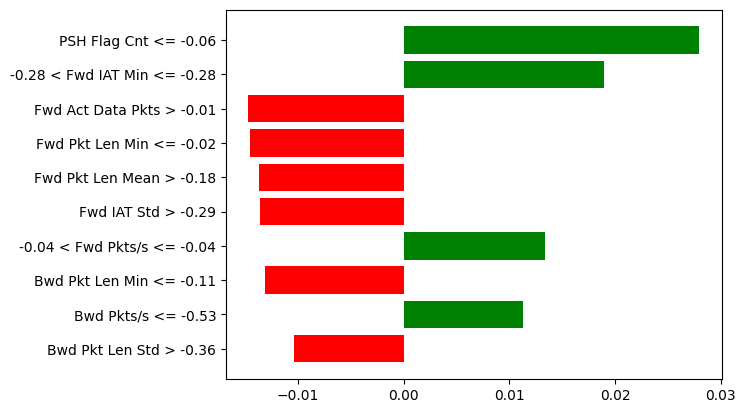 PSH Flag Cnt <= -0.06
-0.28 < Fwd IAT Min <= -0.28
Fwd Act Data Pkts > -0.01
Fwd Pkt Len Min <= -0.02
Fwd Pkt Len Mean > -0.18
Fwd IAT Std > -0.29
-0.04 < Fwd Pkts/s <= -0.04
Bwd Pkt Len Min <= -0.11
Bwd Pkts/s <= -0.53
Bwd Pkt Len Std > -0.36
−0.01 0.00 0.01 0.02 0.03